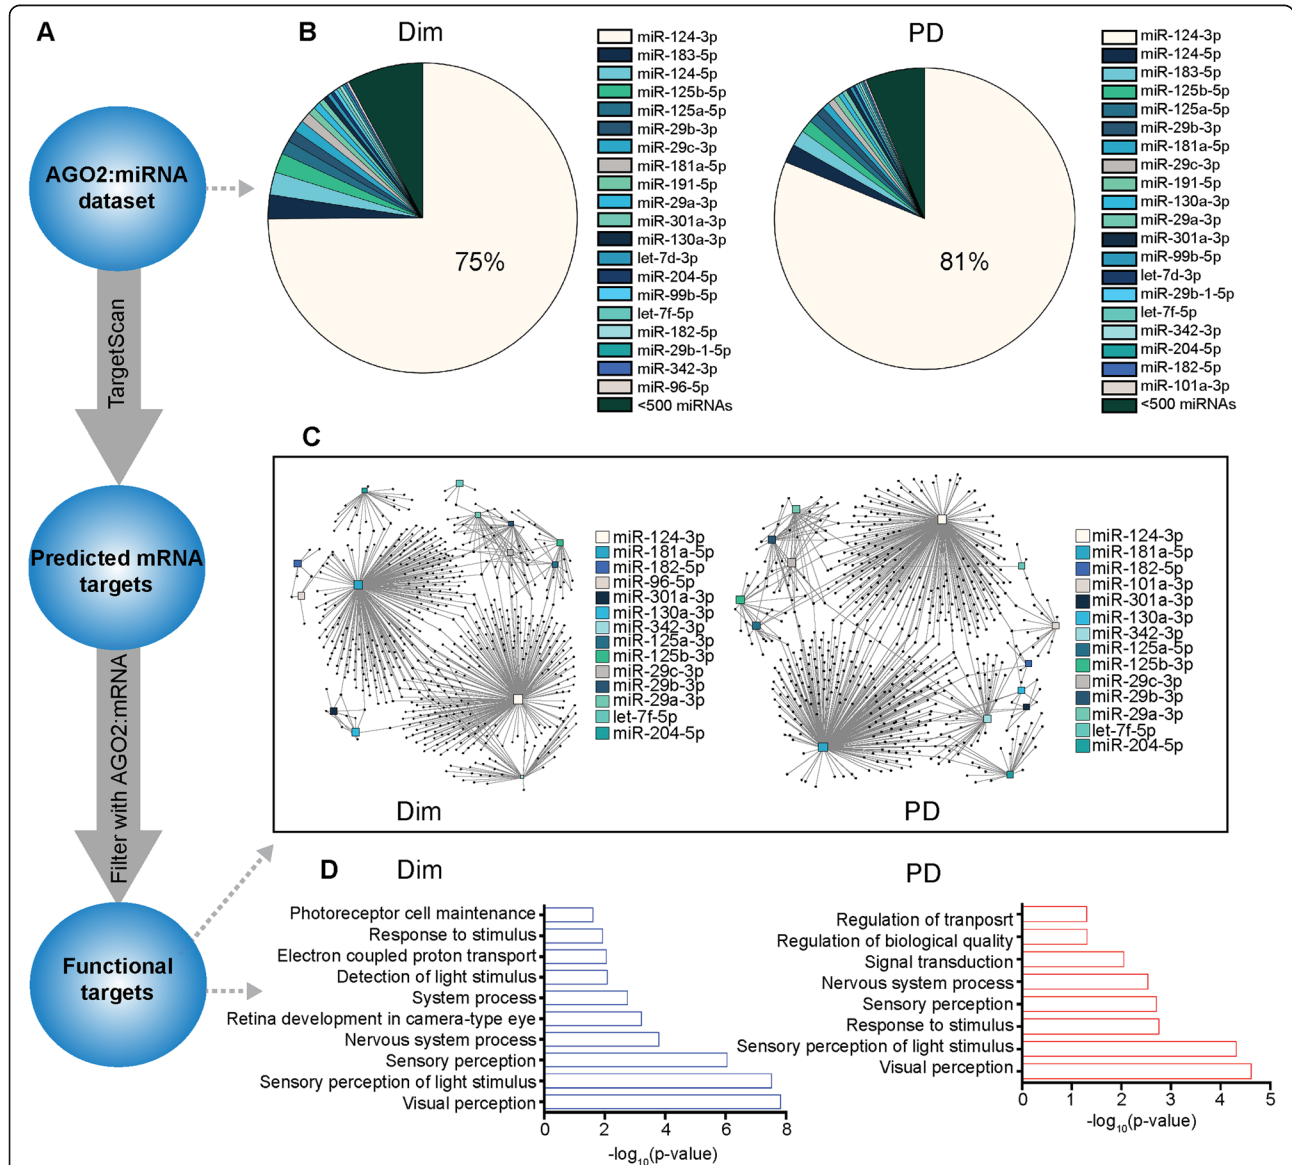 A
AGO2:miRNA
dataset
TargetScan
Predicted mRNA
targets
Filter with AGO2:mRNA
Functional
targets
B
Dim
75%
miR-124-3p
miR-183-5p
miR-124-5p
miR-125b-5p
miR-125a-5p
miR-29b-3p
miR-29c-3p
miR-181a-5p
miR-191-5p
miR-29a-3p
miR-301a-3p
miR-130a-3p
let-7d-3p
miR-204-5p
miR-99b-5p
let-7f-5p
miR-182-5p
miR-29b-1-5p
miR-342-3p
miR-96-5p
<500 miRNAs
PD
81%
miR-124-3p
miR-124-5p
miR-183-5p
miR-125b-5p
miR-125a-5p
miR-29b-3p
miR-181a-5p
miR-29c-3p
miR-191-5p
miR-130a-3p
miR-29a-3p
miR-301a-3p
miR-99b-5p
let-7d-3p
miR-29b-1-5p
let-7f-5p
miR-342-3p
miR-204-5p
miR-182-5p
miR-101a-3p
<500 miRNAs
C
miR-124-3p
miR-181a-5p
miR-182-5p
miR-96-5p
miR-301a-3p
miR-130a-3p
miR-342-3p
miR-125a-3p
miR-125b-3p
miR-29c-3p
miR-29b-3p
miR-29a-3p
let-7f-5p
miR-204-5p
Dim
miR-124-3p
miR-181a-5p
miR-182-5p
miR-101a-3p
miR-301a-3p
miR-130a-3p
miR-342-3p
miR-125a-5p
miR-125b-3p
miR-29c-3p
miR-29b-3p
miR-29a-3p
let-7f-5p
miR-204-5p
PD
D
Dim
Photoreceptor cell maintenance
Response to stimulus
Electron coupled proton transport
Detection of light stimulus
System process
Retina development in camera-type eye
Nervous system process
Sensory perception
Sensory perception of light stimulus
Visual perception
0 2 4 6 8
-log10(p-value)
PD
Regulation of tranposrt
Regulation of biological quality
Signal transduction
Nervous system process
Sensory perception
Response to stimulus
Sensory perception of light stimulus
Visual perception
0 1 2 3 4 5
-log10(p-value)